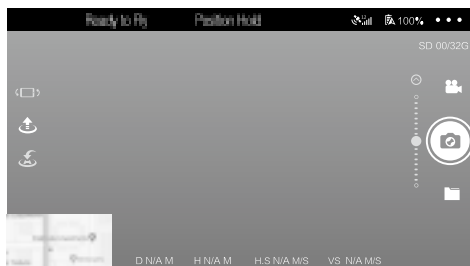 Ready to Fly Position Hold 100%
SD 00/32G
D N/A M H N/A M H.S N/A M/S VS N/A M/S